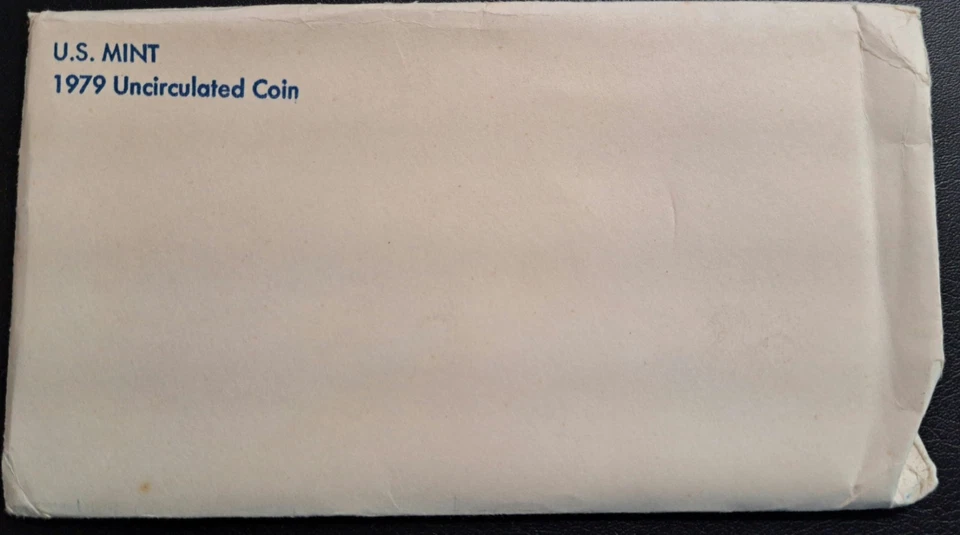 U.S. MINT
1979 Uncirculated Coin